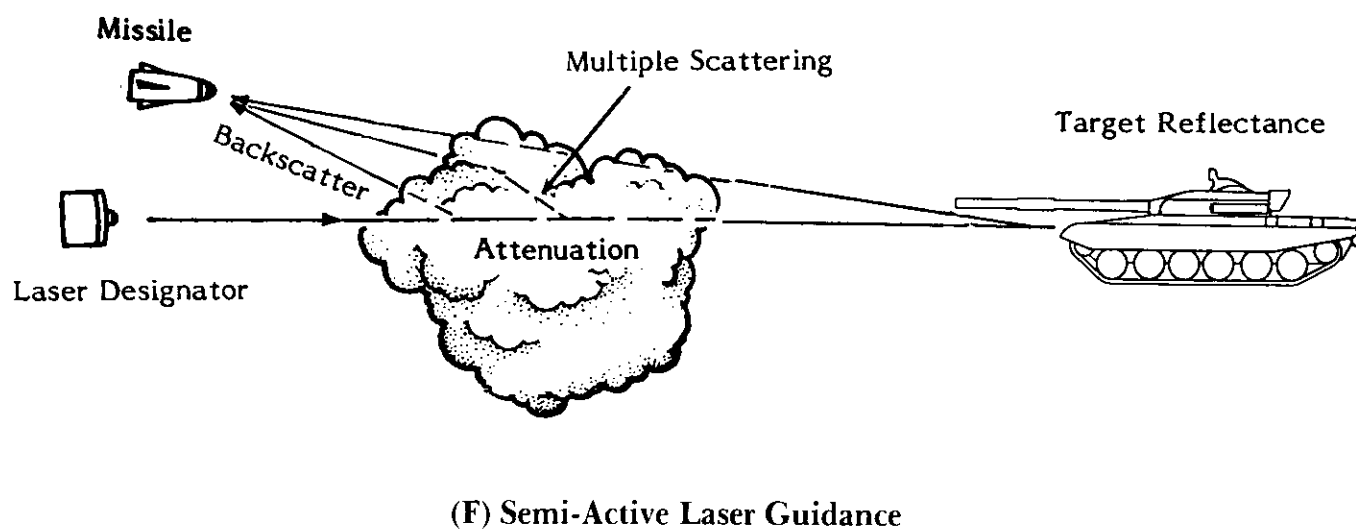 Missile
Multiple Scattering
Target Reflectance
Backscatter
Attenuation
Laser Designator
(F) Semi-Active Laser Guidance